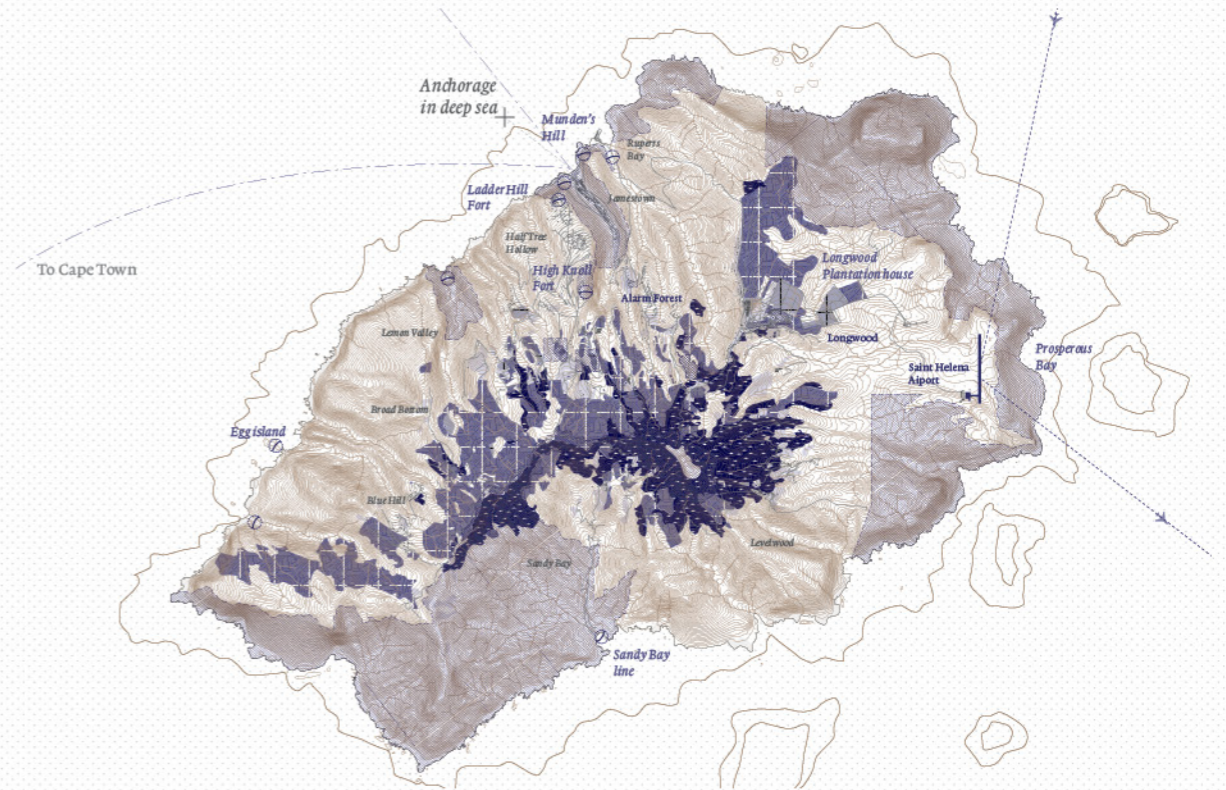 Anchorage
in deep sea
Munden's
Hill
Ruperts
Bay
Ladder Hill
Fort
Jamestown
To Cape Town
Half Tree
Hollow
High Knoll
Fort
Longwood
Plantation house
Alarm Forest
Lemon Valley
Longwood
Prosperous
Bay
Saint Helena
Aiport
Broad Bottom
Egg island
Blue Hill
Levelwood
Sandy Bay
Sandy Bay
line